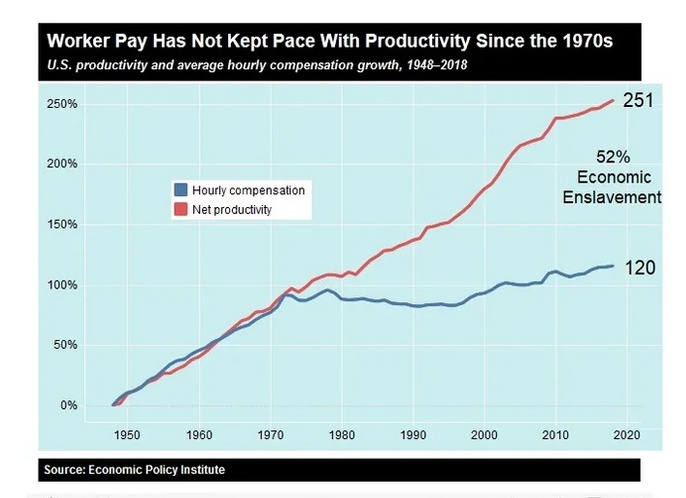 Worker Pay Has Not Kept Pace With Productivity Since the 1970s
U.S. productivity and average hourly compensation growth, 1948–2018
250%
200%
150%
100%
50%
0%
251
52%
Economic
Enslavement
120
Hourly compensation
Net productivity
1950 1960 1970 1980 1990 2000 2010 2020
Source: Economic Policy Institute